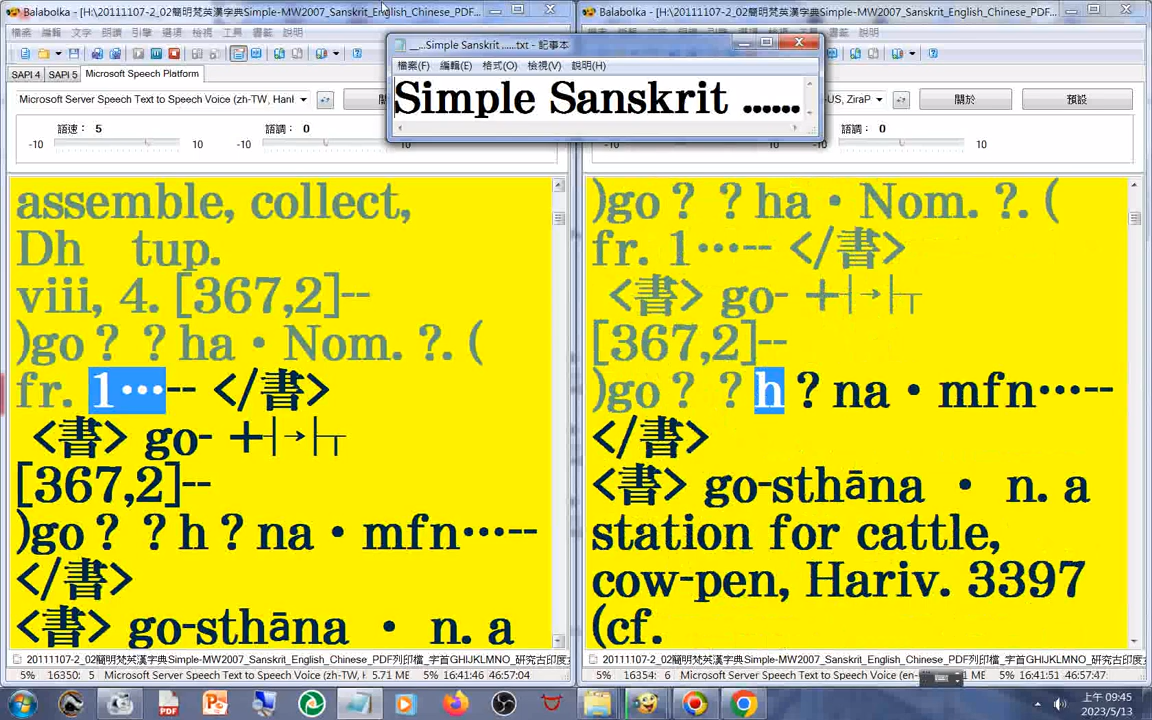 Balabolka - [H:\20111107-2_02簡明梵英漢字典Simple-MW2007_Sanskrit_English_Chinese_PDF...
檔案 編輯 文字 朗讀 引擎 選項 檢視 工具 書籤 說明
SAPI 4 SAPI 5 Microsoft Speech Platform
Microsoft Server Speech Text to Speech Voice (zh-TW, HanH
語速： 5 語調： 0
-10 10 -10
assemble, collect,
Dh tup.
viii, 4. [367,2]--
)go？ ？ha・Nom. ?. (
fr. 1…-- </書>
<書> go- ┼┤→├┬
[367,2]--
)go？ ？h？na・mfn…--
</書>
<書> go-sthāna ・ n. a
20111107-2_02簡明梵英漢字典Simple-MW2007_Sanskrit_English_Chinese_PDF列印檔_字首GHIJKLMNO_研究古印度
5% 16350: 5 Microsoft Server Speech Text to Speech Voice (zh-TW, H 5.71 MB 16:41:46 46:57:04
__...Simple Sanskrit ......txt - 記事本
檔案(F) 編輯(E) 格式(O) 檢視(V) 說明(H)
Simple Sanskrit ......
Balabolka - [H:\20111107-2_02簡明梵英漢字典Simple-MW2007_Sanskrit_English_Chinese_PDF...
工具 書籤 說明
-US, ZiraP 關於 預設
語調： 0
10 -10 10
)go？ ？ha・Nom. ?. (
fr. 1…-- </書>
<書> go- ┼┤→├┬
[367,2]--
)go？ ？h？na・mfn…--
</書>
<書> go-sthāna ・ n. a
station for cattle,
cow-pen, Hariv. 3397
(cf.
20111107-2_02簡明梵英漢字典Simple-MW2007_Sanskrit_English_Chinese_PDF列印檔_字首GHIJKLMNO_研究古印度
5% 16354: 6 Microsoft Server Speech Text to Speech Voice (en-U 5.71 MB 16:41:51 46:57:47
上午 09:45
2023/5/13